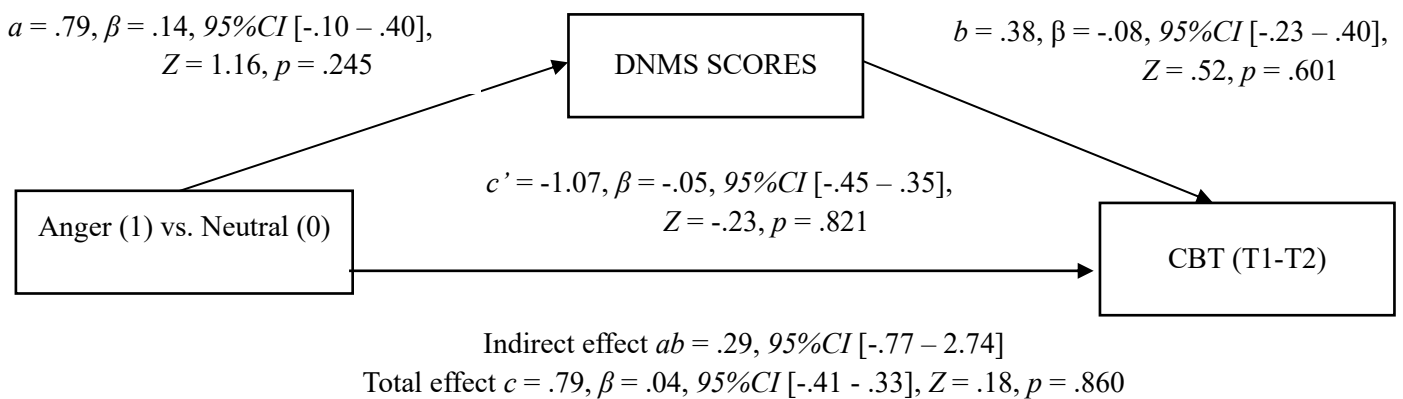 a = .79, β = .14, 95%CI [-.10 – .40],
Z = 1.16, p = .245
b = .38, β = -.08, 95%CI [-.23 – .40],
Z = .52, p = .601
DNMS SCORES
c’ = -1.07, β = -.05, 95%CI [-.45 – .35],
Z = -.23, p = .821
Anger (1) vs. Neutral (0)
CBT (T1-T2)
Indirect effect ab = .29, 95%CI [-.77 – 2.74]
Total effect c = .79, β = .04, 95%CI [-.41 - .33], Z = .18, p = .860